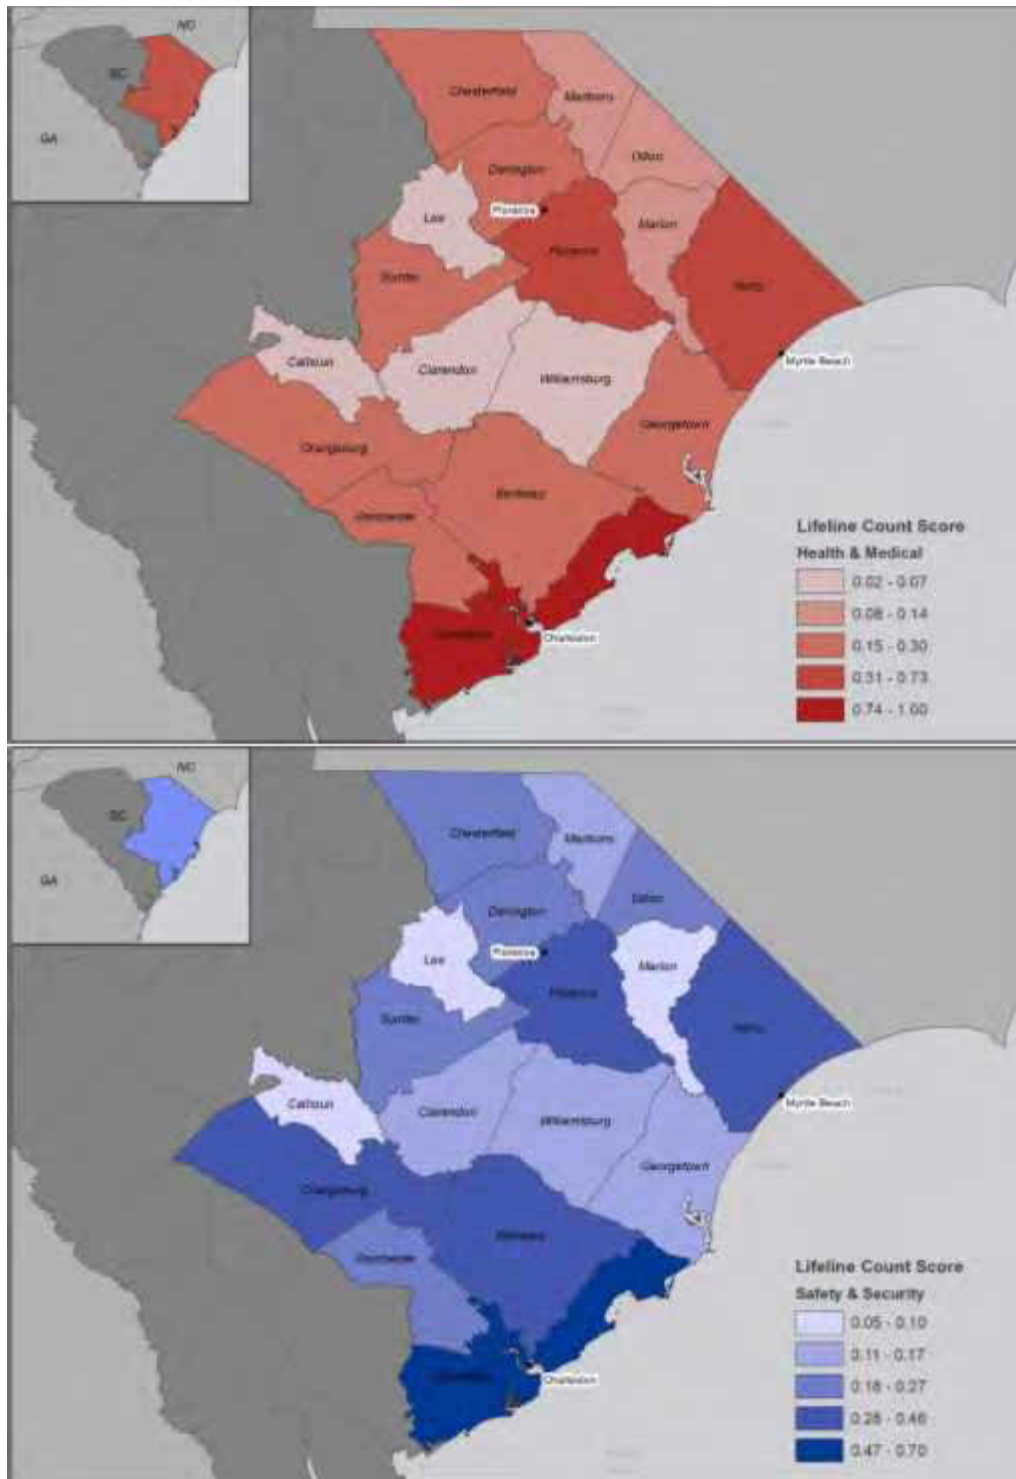 NC
SC
GA
Chesterfield
Marlboro
Dillon
Darlington
Lee
Florence
Marion
Florence
Horry
Sumter
Calhoun
Clarendon
Williamsburg
Myrtle Beach
Georgetown
Orangeburg
Berkeley
Dorchester
Charleston
Charleston
Lifeline Count Score
Health & Medical
0.02 - 0.07
0.08 - 0.14
0.15 - 0.30
0.31 - 0.73
0.74 - 1.00
NC
SC
GA
Chesterfield
Marlboro
Dillon
Darlington
Florence
Lee
Marion
Florence
Sumter
Horry
Calhoun
Clarendon
Williamsburg
Myrtle Beach
Georgetown
Orangeburg
Berkeley
Dorchester
Charleston
Charleston
Lifeline Count Score
Safety & Security
0.05 - 0.10
0.11 - 0.17
0.18 - 0.27
0.28 - 0.46
0.47 - 0.70